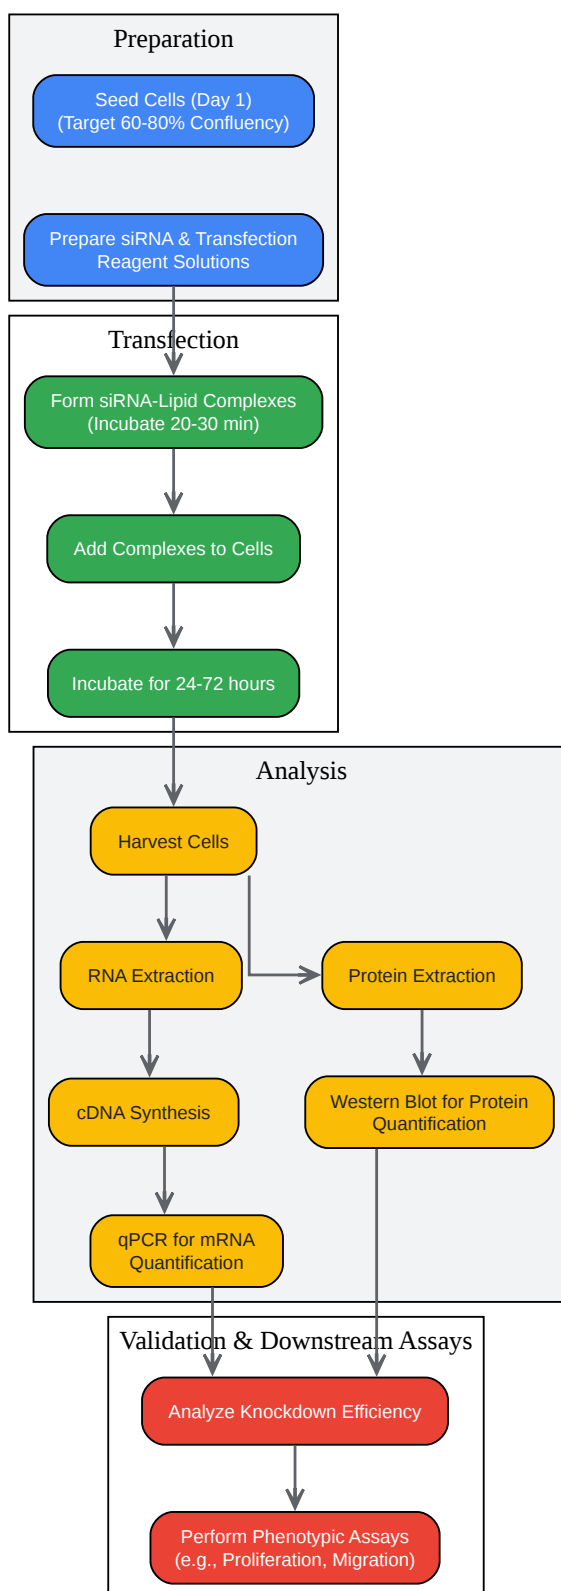 Preparation
Seed Cells (Day 1)
(Target 60-80% Confluency)
Prepare siRNA & Transfection
Reagent Solutions
Transfection
Form siRNA-Lipid Complexes
(Incubate 20-30 min)
Add Complexes to Cells
Incubate for 24-72 hours
Analysis
Harvest Cells
RNA Extraction
Protein Extraction
cDNA Synthesis
Western Blot for Protein
Quantification
qPCR for mRNA
Quantification
Validation & Downstream Assays
Analyze Knockdown Efficiency
Perform Phenotypic Assays
(e.g., Proliferation, Migration)